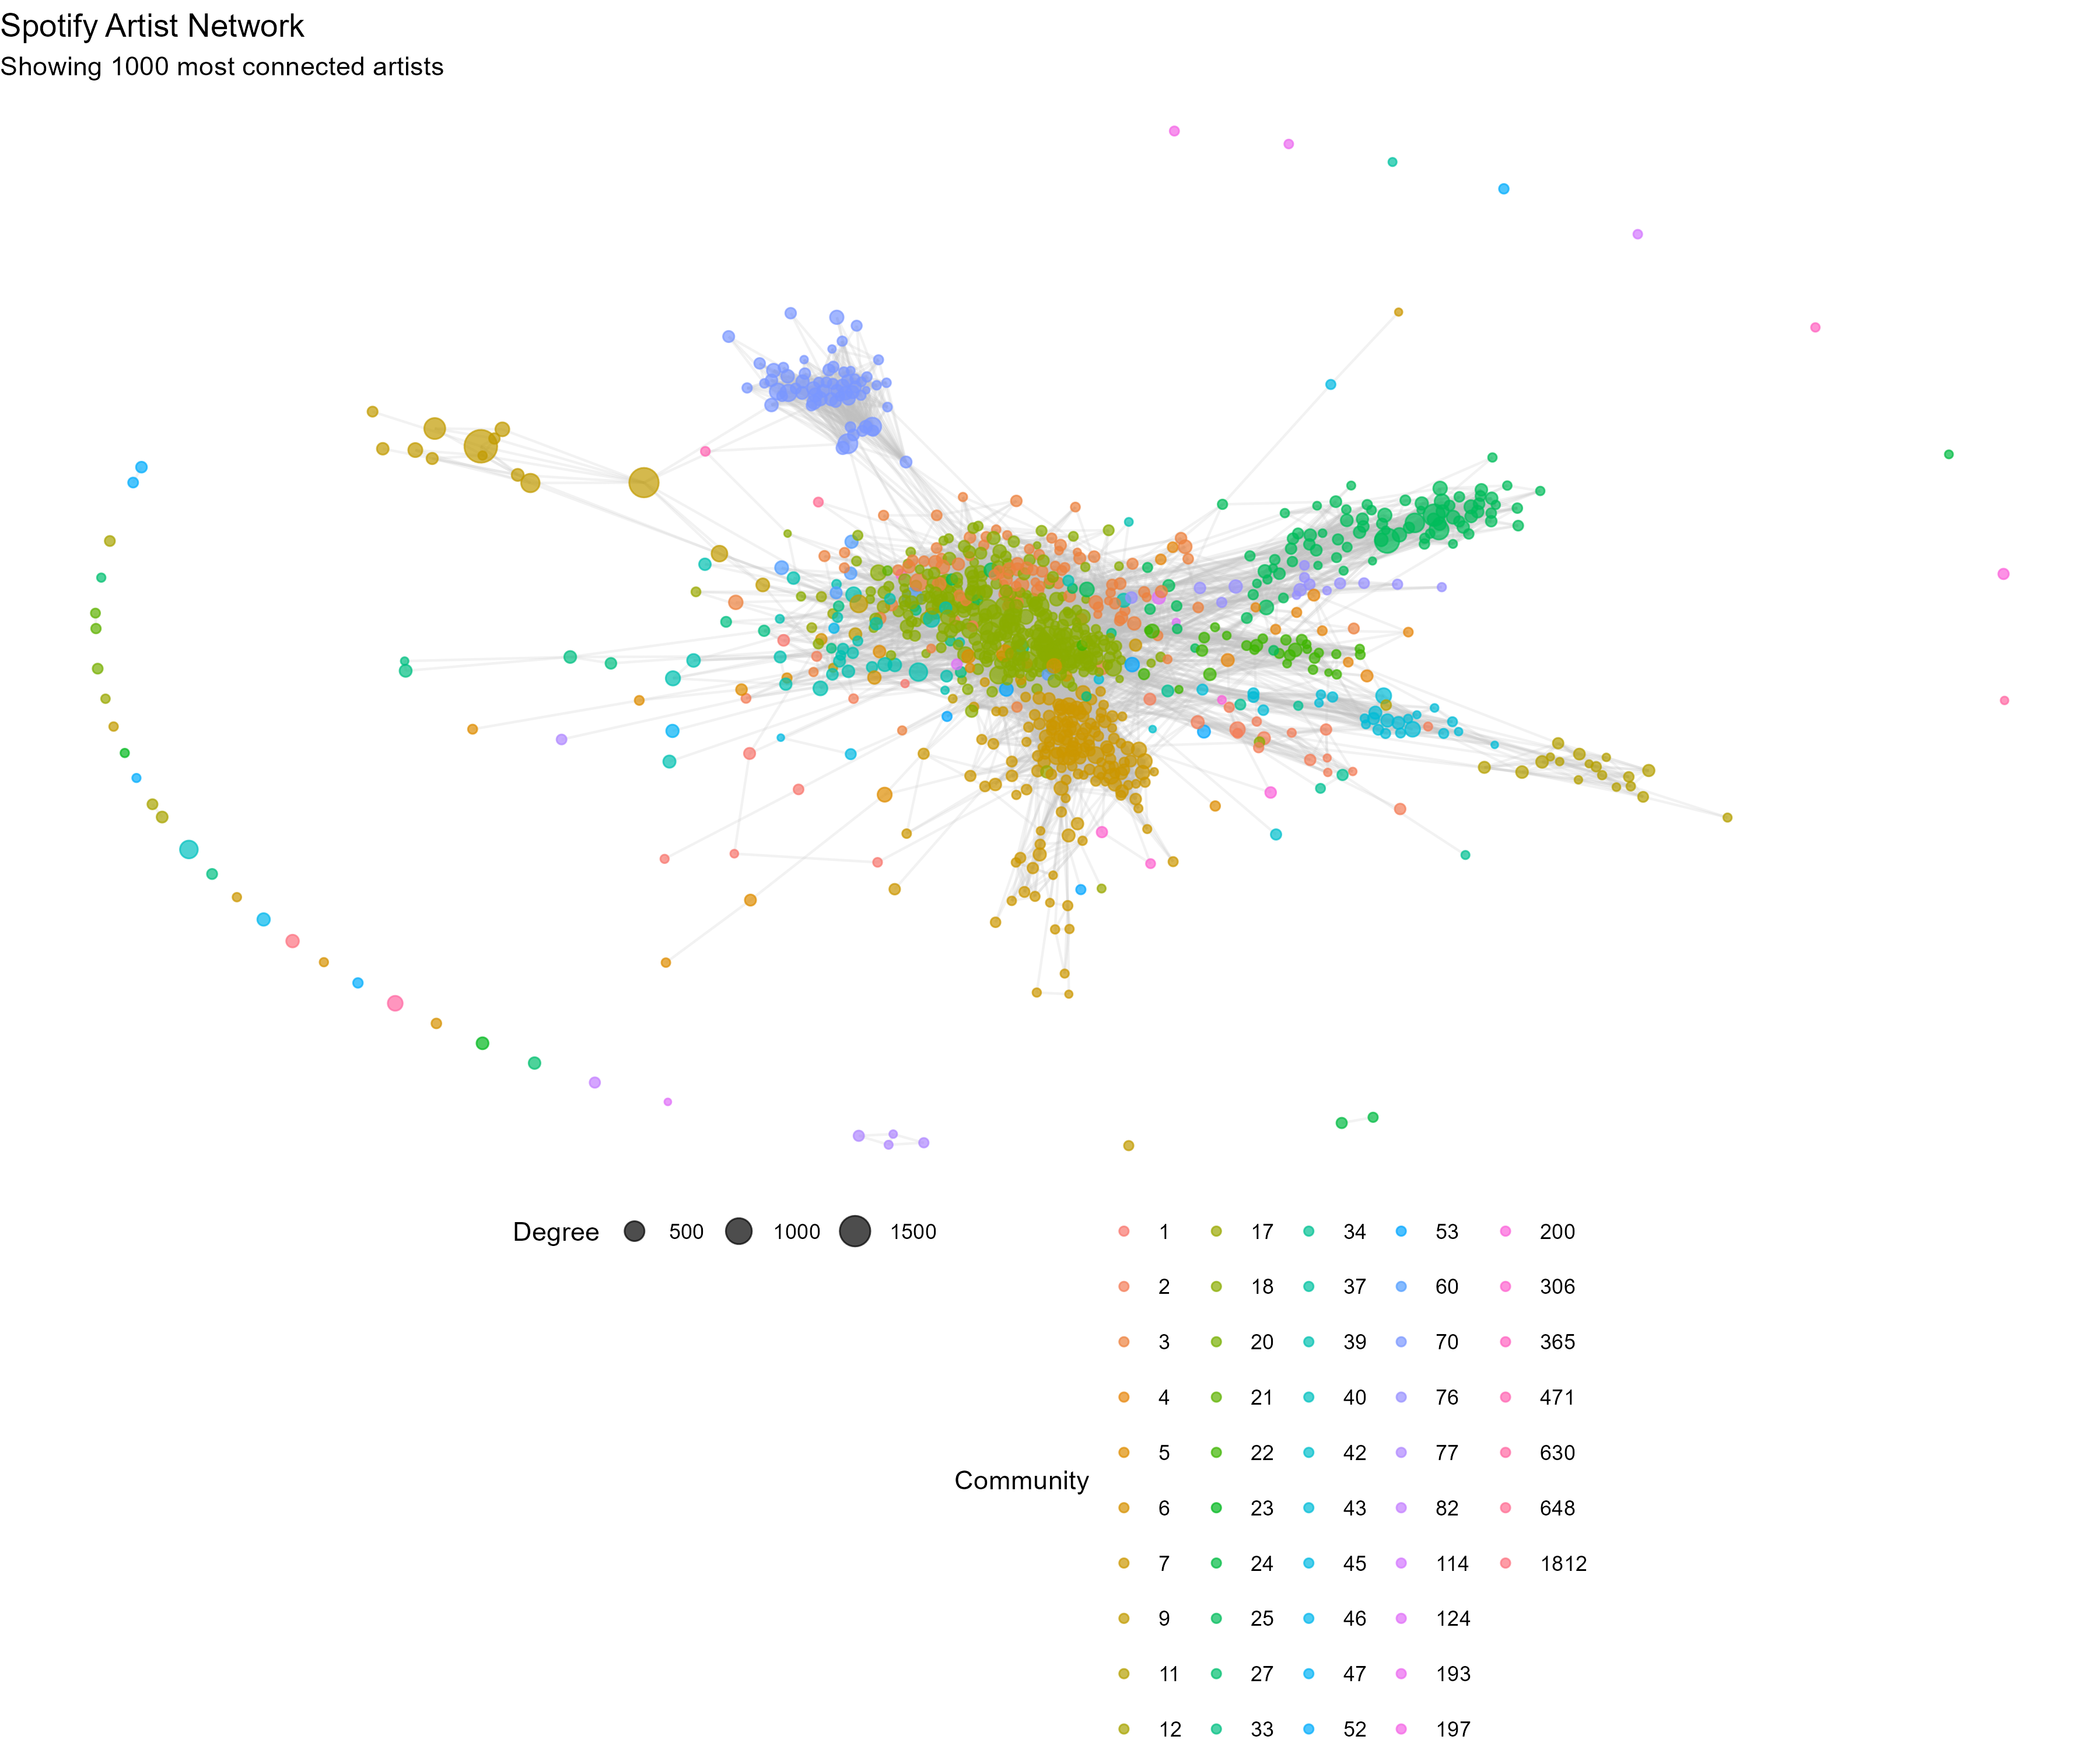 Spotify Artist Network
Showing 1000 most connected artists
Degree 500 1000 1500
Community
1 17 34 53 200
2 18 37 60 306
3 20 39 70 365
4 21 40 76 471
5 22 42 77 630
6 23 43 82 648
7 24 45 114 1812
9 25 46 124
11 27 47 193
12 33 52 197